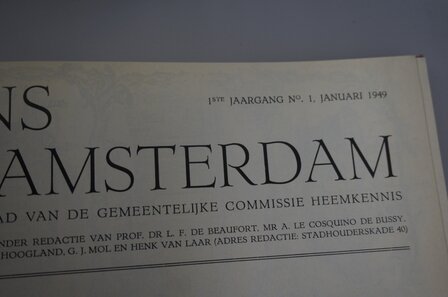 1STE JAARGANG NO. 1, JANUARI 1949
NS
AMSTERDAM
AD VAN DE GEMEENTELIJKE COMMISSIE HEEMKENNIS
NDER REDACTIE VAN PROF. DR L. F. DE BEAUFORT, MR A. LE COSQUINO DE BUSSY,
HOOGLAND, G. J. MOL EN HENK VAN LAAR (ADRES REDACTIE: STADHOUDERSKADE 40)